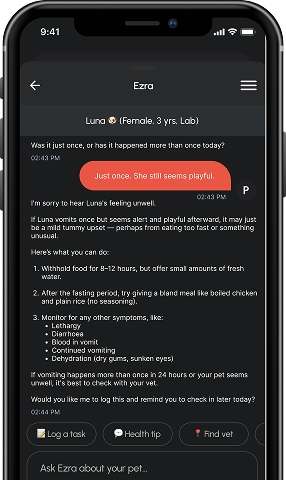 9:41
Ezra
Luna 🐶 (Female, 3 yrs, Lab)
Was it just once, or has it happened more than once today?
02:43 PM
Just once. She still seems playful.
02:43 PM
P
I'm sorry to hear Luna's feeling unwell.
If Luna vomits once but seems alert and playful afterward, it may just
be a mild tummy upset — perhaps from eating too fast or something
unusual.
Here's what you can do:
1. Withhold food for 8–12 hours, but offer small amounts of fresh
water.
2. After the fasting period, try giving a bland meal like boiled chicken
and plain rice (no seasoning).
3. Monitor for any other symptoms, like:
• Lethargy
• Diarrhoea
• Blood in vomit
• Continued vomiting
• Dehydration (dry gums, sunken eyes)
If vomiting happens more than once in 24 hours or your pet seems
unwell, it's best to check with your vet.
Would you like me to log this and remind you to check in later today?
02:44 PM
📝 Log a task
💬 Health tip
📍 Find vet
Ask Ezra about your pet...